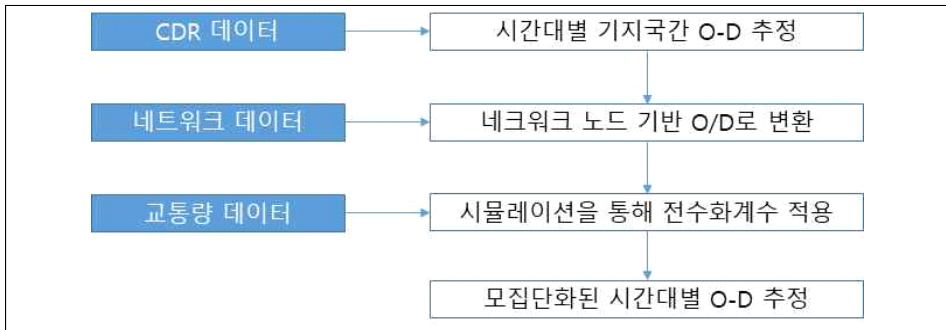 CDR 데이터
시간대별 기지국간 O-D 추정
네트워크 데이터
네크워크 노드 기반 O/D로 변환
교통량 데이터
시뮬레이션을 통해 전수화계수 적용
모집단화된 시간대별 O-D 추정